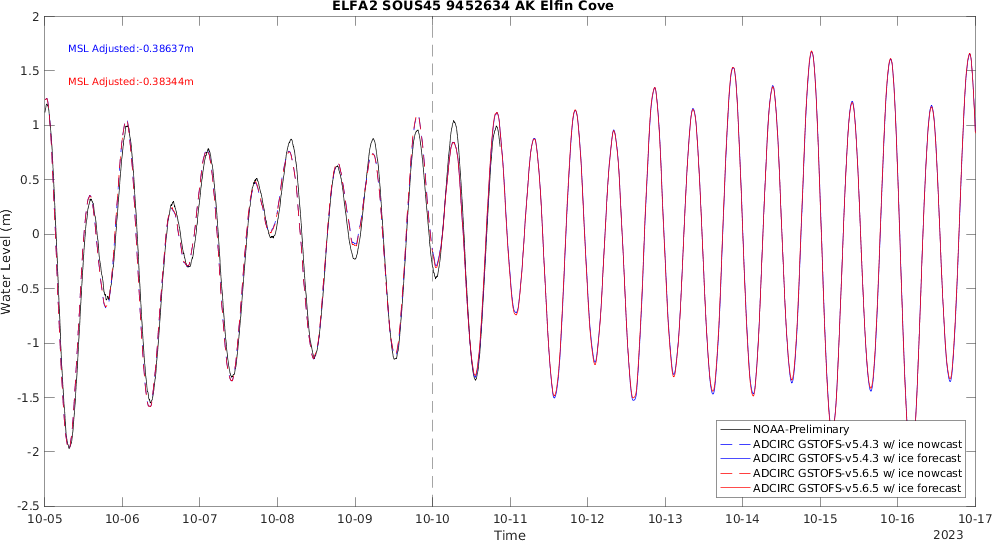 ELFA2 SOUS45 9452634 AK Elfin Cove
MSL Adjusted:-0.38637m
MSL Adjusted:-0.38344m
Water Level (m)
2
1.5
1
0.5
0
-0.5
-1
-1.5
-2
-2.5
NOAA-Preliminary
ADCIRC GSTOFS-v5.4.3 w/ ice nowcast
ADCIRC GSTOFS-v5.4.3 w/ ice forecast
ADCIRC GSTOFS-v5.6.5 w/ ice nowcast
ADCIRC GSTOFS-v5.6.5 w/ ice forecast
10-05 10-06 10-07 10-08 10-09 10-10 10-11 10-12 10-13 10-14 10-15 10-16 10-17
Time
2023